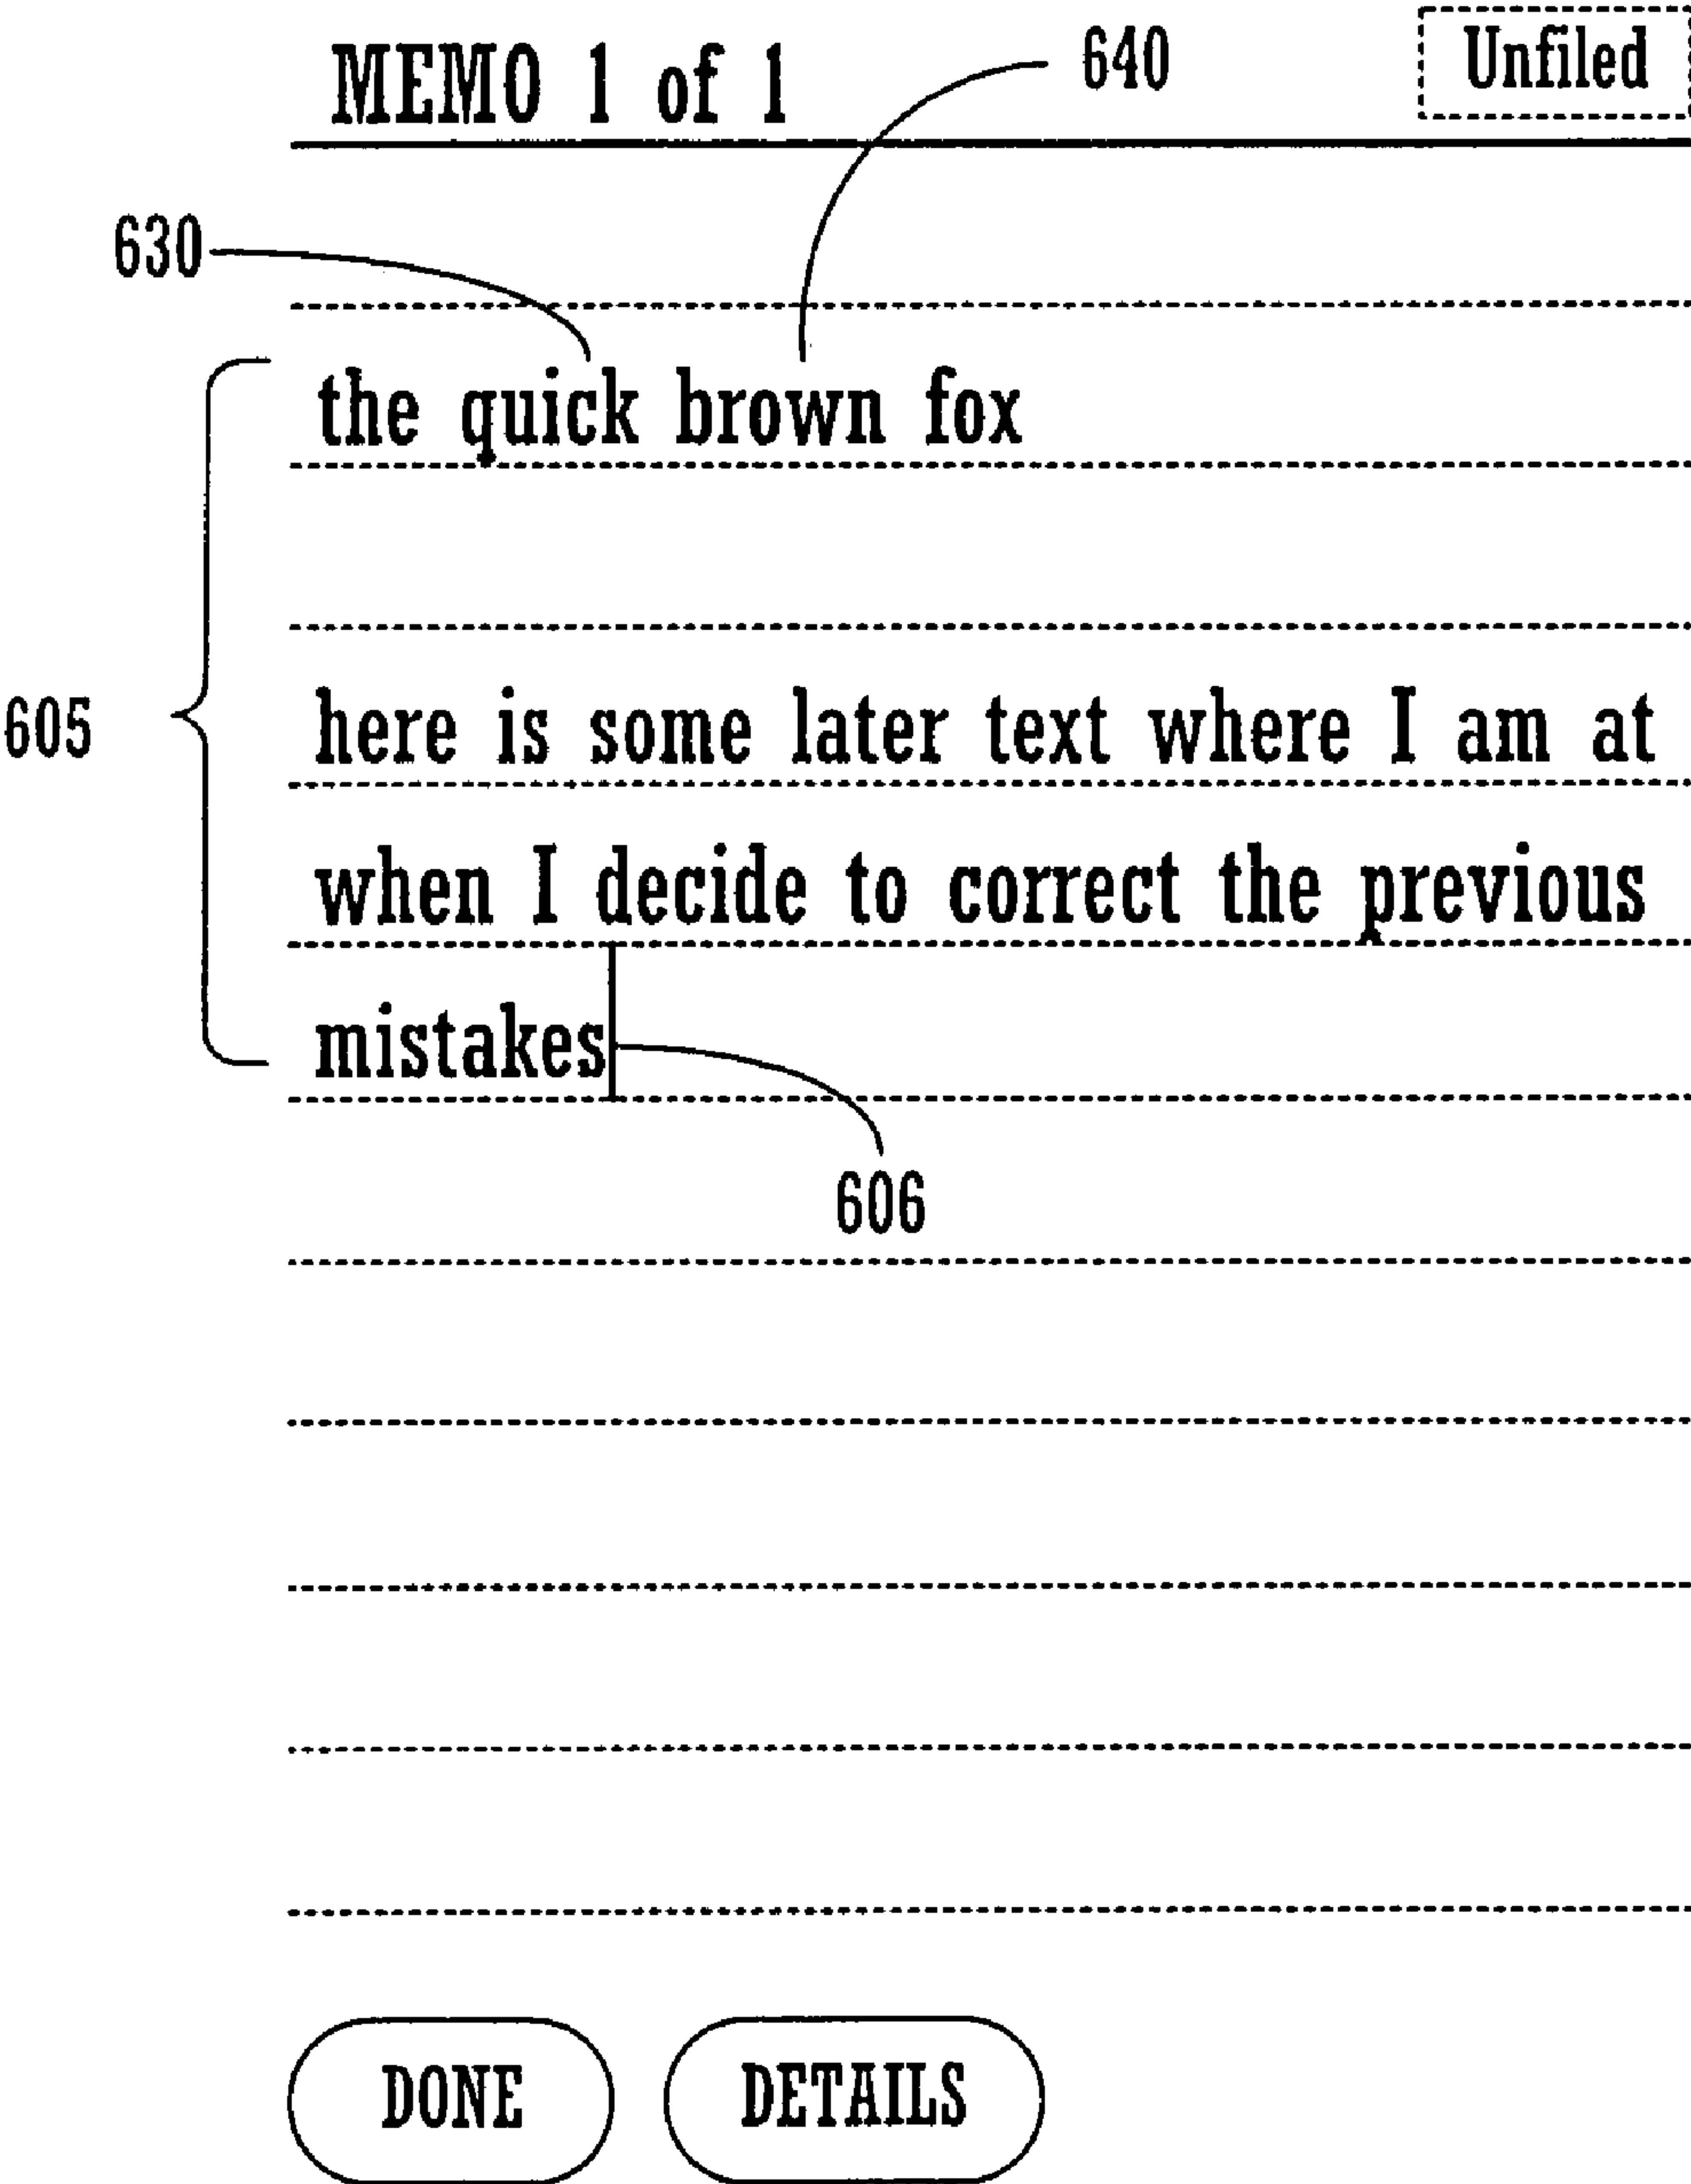 MEMO 1 of 1
640
Unfiled
630
the quick brown fox
605
here is some later text where I am at
when I decide to correct the previous
mistakes
606
DONE
DETAILS